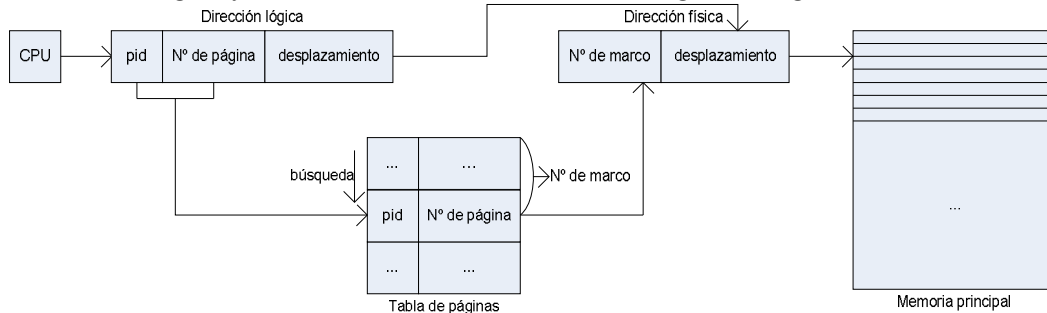 Dirección lógica
Dirección física
CPU
pid
Nº de página
desplazamiento
Nº de marco
desplazamiento
búsqueda
...
...
Nº de marco
pid
Nº de página
...
...
...
Tabla de páginas
Memoria principal